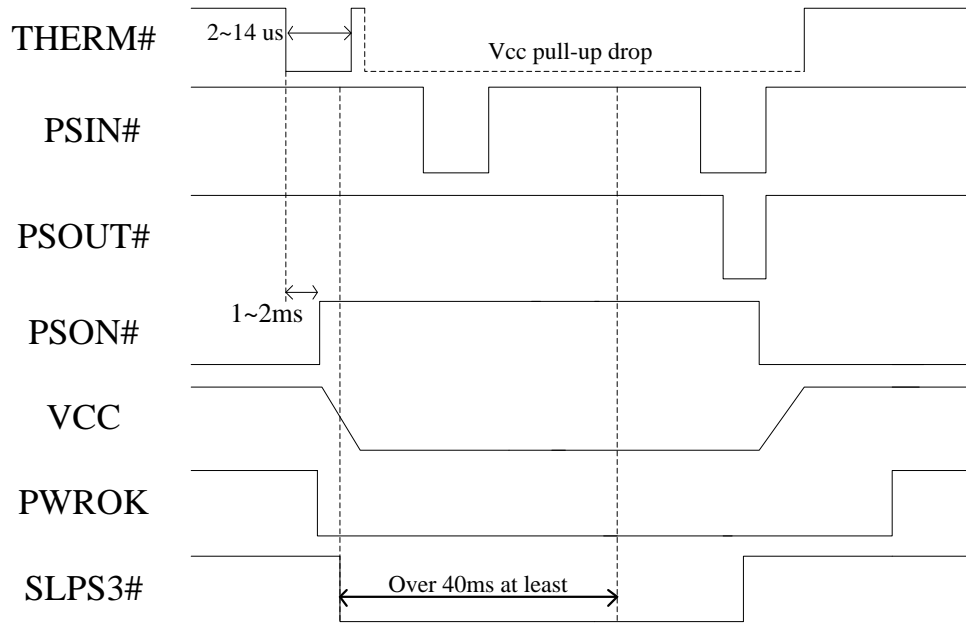 THERM#
2~14 us
Vcc pull-up drop
PSIN#
PSOUT#
1~2ms
PSON#
VCC
PWROK
SLPS3#
Over 40ms at least